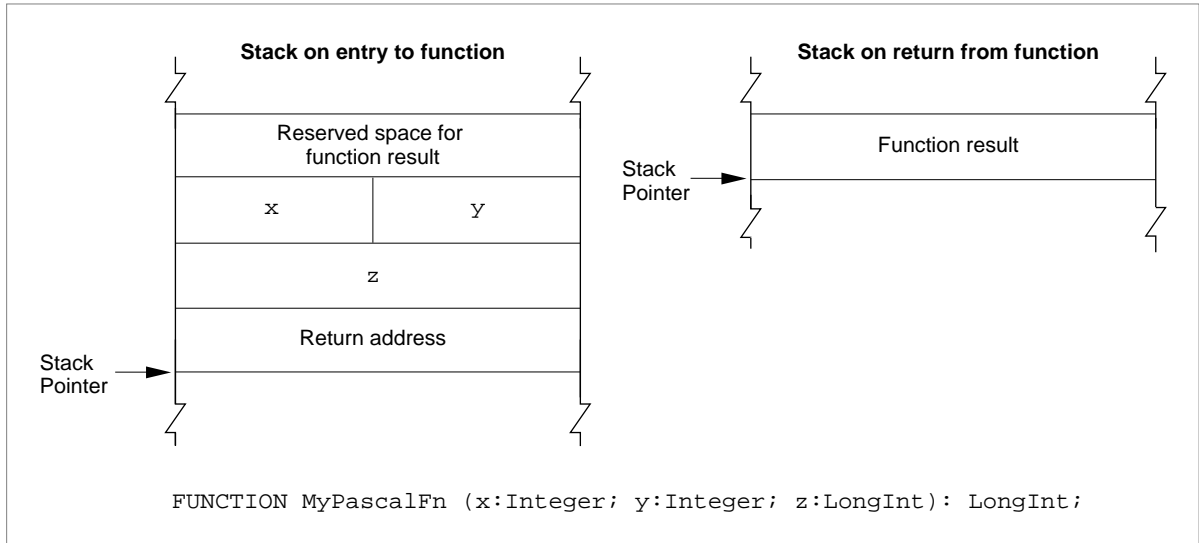 Stack on entry to function
Reserved space for
function result
x
y
z
Return address
Stack
Pointer
Stack on return from function
Function result
Stack
Pointer
FUNCTION MyPascalFn (x:Integer; y:Integer; z:LongInt): LongInt;